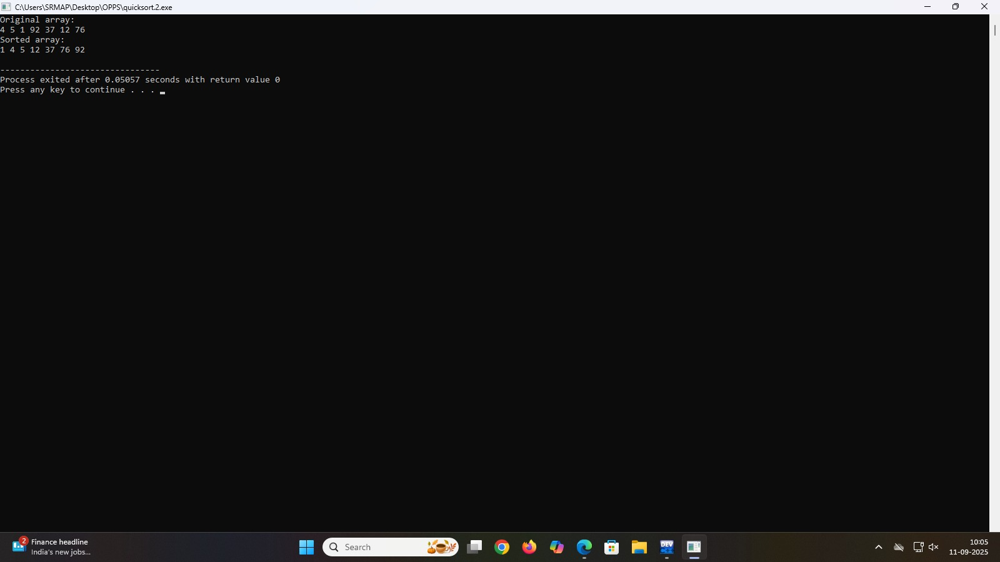 C:\Users\SRMAP\Desktop\OPPS\quicksort.2.exe
Original array:
4 5 1 92 37 12 76
Sorted array:
1 4 5 12 37 76 92
--------------------------------
Process exited after 0.05057 seconds with return value 0
Press any key to continue . . .
2
Finance headline
India's new jobs...
Search
DEV
10:05
11-09-2025